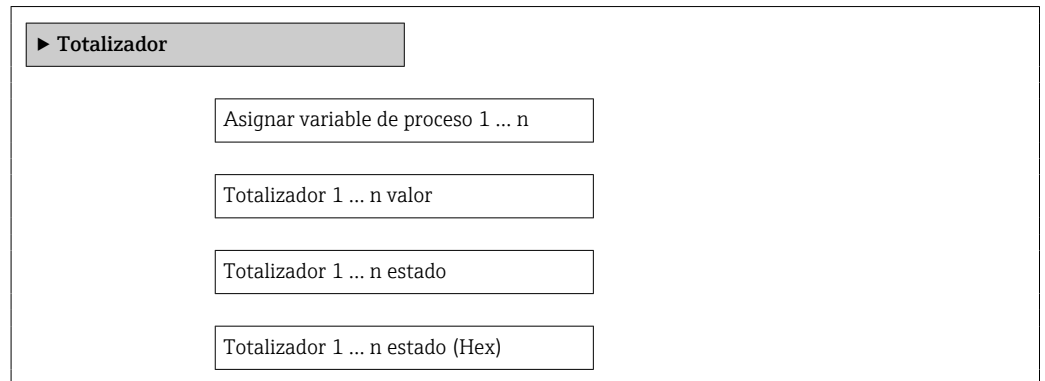 ▶ Totalizador
Asignar variable de proceso 1 … n
Totalizador 1 … n valor
Totalizador 1 … n estado
Totalizador 1 … n estado (Hex)